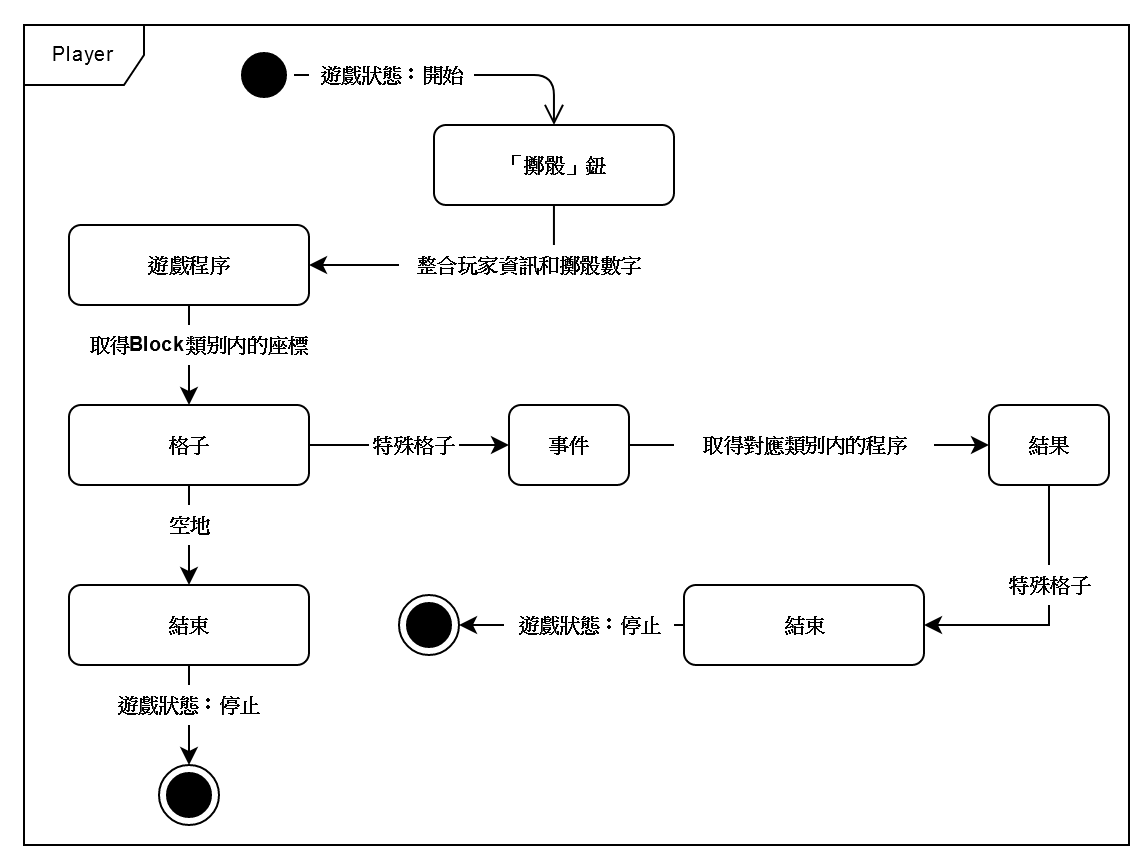 Player
遊戲狀態：開始
「擲骰」鈕
遊戲程序
整合玩家資訊和擲骰數字
取得Block類別内的座標
格子
特殊格子
事件
取得對應類別内的程序
結果
空地
特殊格子
結束
遊戲狀態：停止
結束
遊戲狀態：停止